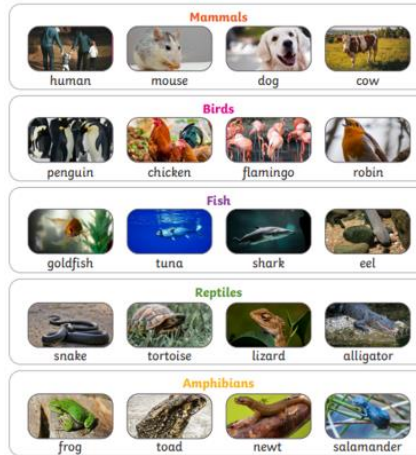 Mammals
human mouse dog cow
Birds
penguin chicken flamingo robin
Fish
goldfish tuna shark eel
Reptiles
snake tortoise lizard alligator
Amphibians
frog toad newt salamander